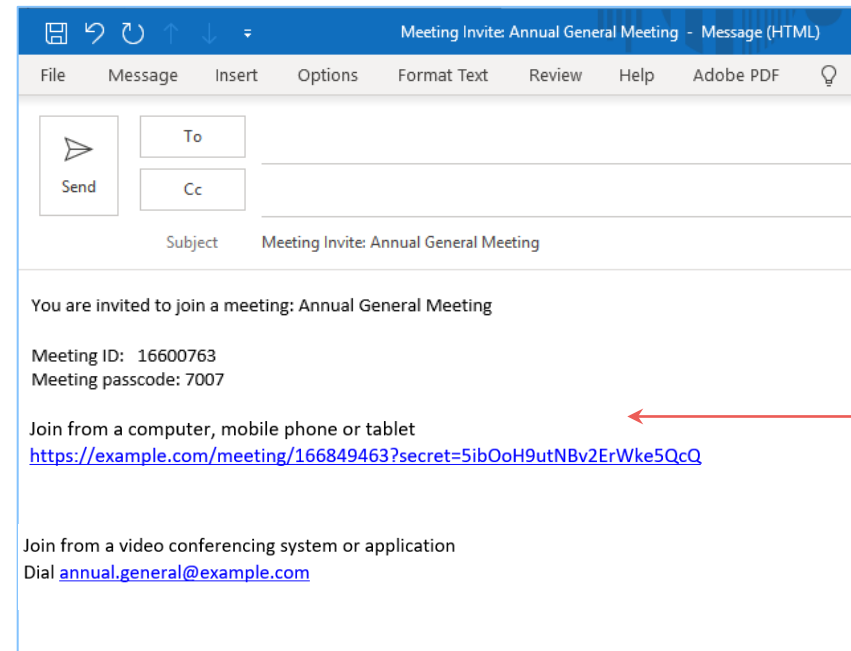 Meeting Invite: Annual General Meeting - Message (HTML)
File Message Insert Options Format Text Review Help Adobe PDF
To
Send
Cc
Subject Meeting Invite: Annual General Meeting
You are invited to join a meeting: Annual General Meeting
Meeting ID: 16600763
Meeting passcode: 7007
Join from a computer, mobile phone or tablet
https://example.com/meeting/166849463?secret=5ibOoH9utNBv2ErWke5QcQ
Join from a video conferencing system or application
Dial annual.general@example.com